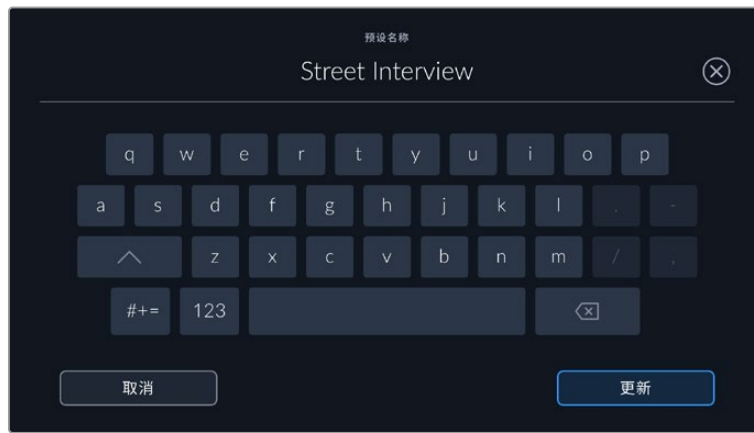 预设名称
Street Interview
q w e r t y u i o p
a s d f g h j k l . -
z x c v b n m / ,
#+= 123
取消 更新